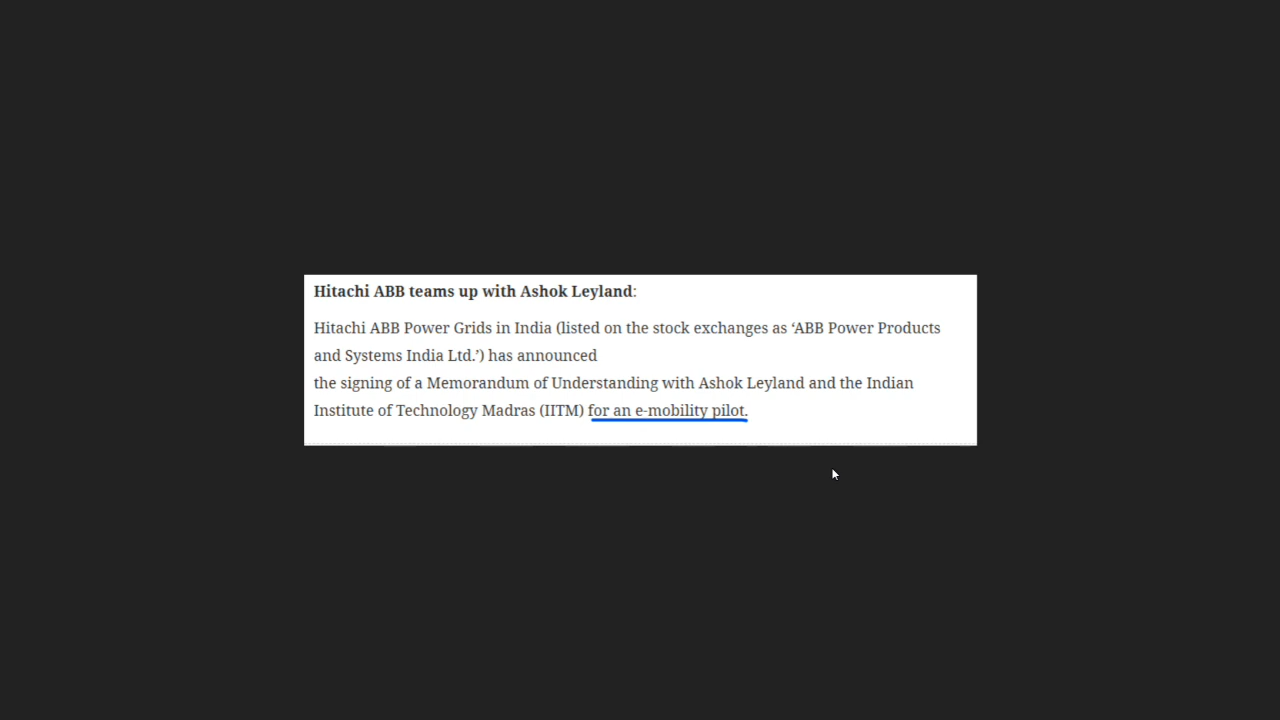 Hitachi ABB teams up with Ashok Leyland:
Hitachi ABB Power Grids in India (listed on the stock exchanges as ‘ABB Power Products
and Systems India Ltd.’) has announced
the signing of a Memorandum of Understanding with Ashok Leyland and the Indian
Institute of Technology Madras (IITM) for an e-mobility pilot.